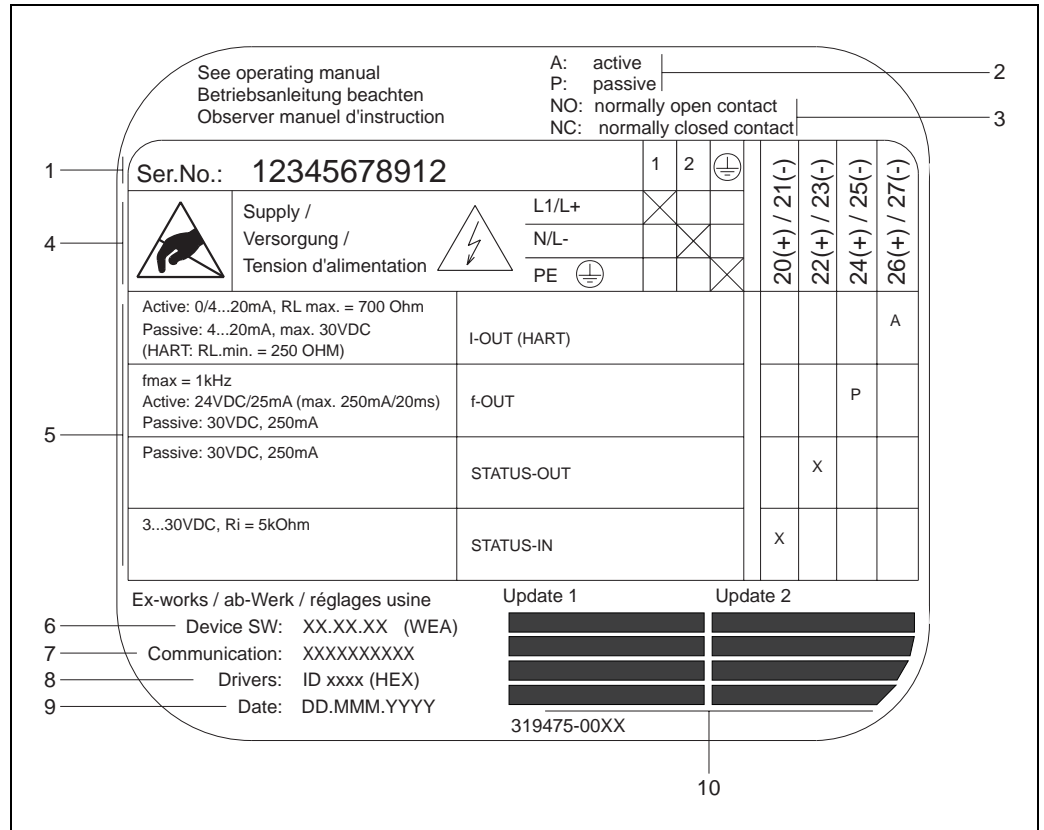 See operating manual
Betriebsanleitung beachten
Observer manuel d'instruction
A: active
P: passive
NO: normally open contact
NC: normally closed contact
2
3
1
Ser.No.: 12345678912
1 2
20(+) / 21(-)
22(+) / 23(-)
24(+) / 25(-)
26(+) / 27(-)
4
Supply /
Versorgung /
Tension d'alimentation
L1/L+
N/L-
PE
5
Active: 0/4...20mA, RL max. = 700 Ohm
Passive: 4...20mA, max. 30VDC
(HART: RL.min. = 250 OHM)
I-OUT (HART)
A
fmax = 1kHz
Active: 24VDC/25mA (max. 250mA/20ms)
Passive: 30VDC, 250mA
f-OUT
P
Passive: 30VDC, 250mA
STATUS-OUT
X
3...30VDC, Ri = 5kOhm
STATUS-IN
X
Ex-works / ab-Werk / réglages usine
Update 1
Update 2
6
Device SW: XX.XX.XX (WEA)
7
Communication: XXXXXXXXXX
8
Drivers: ID xxxx (HEX)
9
Date: DD.MMM.YYYY
319475-00XX
10